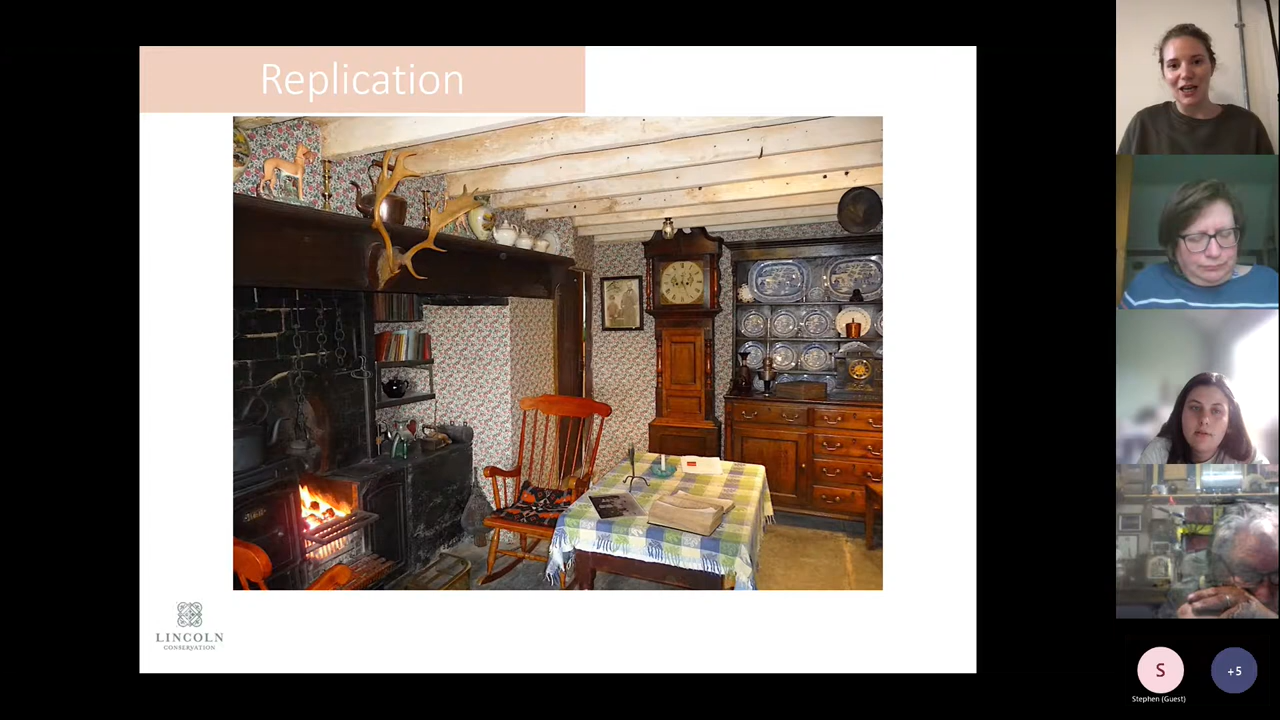 Replication
LINCOLN
CONSERVATION
S
Stephen (Guest)
+5